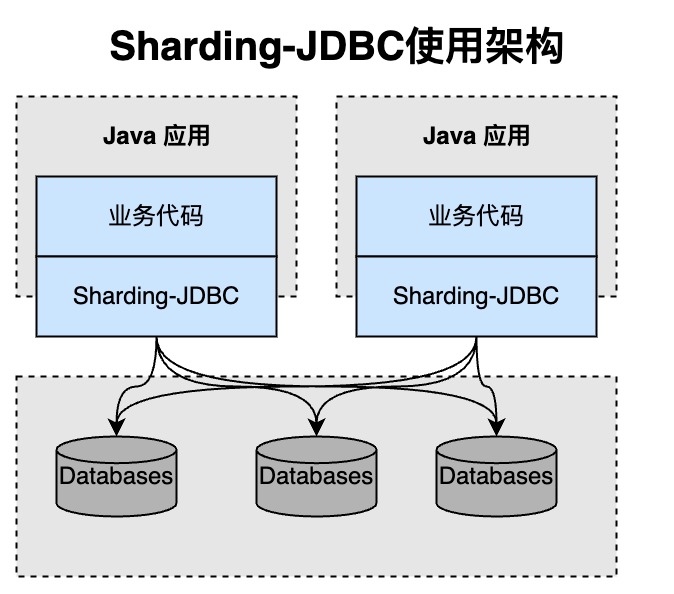 Sharding-JDBC使用架构
Java 应用
Java 应用
业务代码
业务代码
Sharding-JDBC
Sharding-JDBC
Databases
Databases
Databases